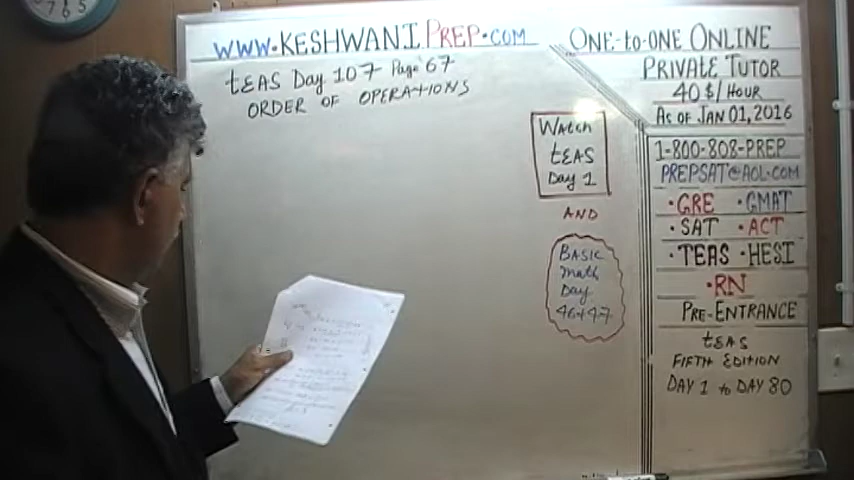 www.KESHWANIPREP.COM
tEAS Day 107 Page 67
ORDER OF OPERATIONS
Watch
tEAS
Day 1
AND
BASIC
math
Day
46+47
ONE-to-ONE ONLINE
PRIVATE TUTOR
40$/HOUR
As of JAN 01, 2016
1-800-808-PREP
PREPSAT@AOL.COM
•GRE •GMAT
•SAT •ACT
•TEAS •HESI
•RN
PRE-ENTRANCE
tEAS
FIFTH EDITION
DAY 1 to DAY 80
7 6 5